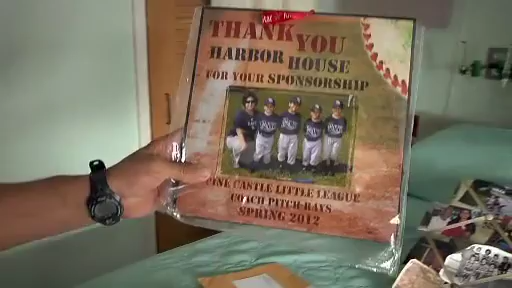 THANK YOU
HARBOR HOUSE
FOR YOUR SPONSORSHIP
PINE CASTLE LITTLE LEAGUE
COACH PITCH-RAYS
SPRING 2012